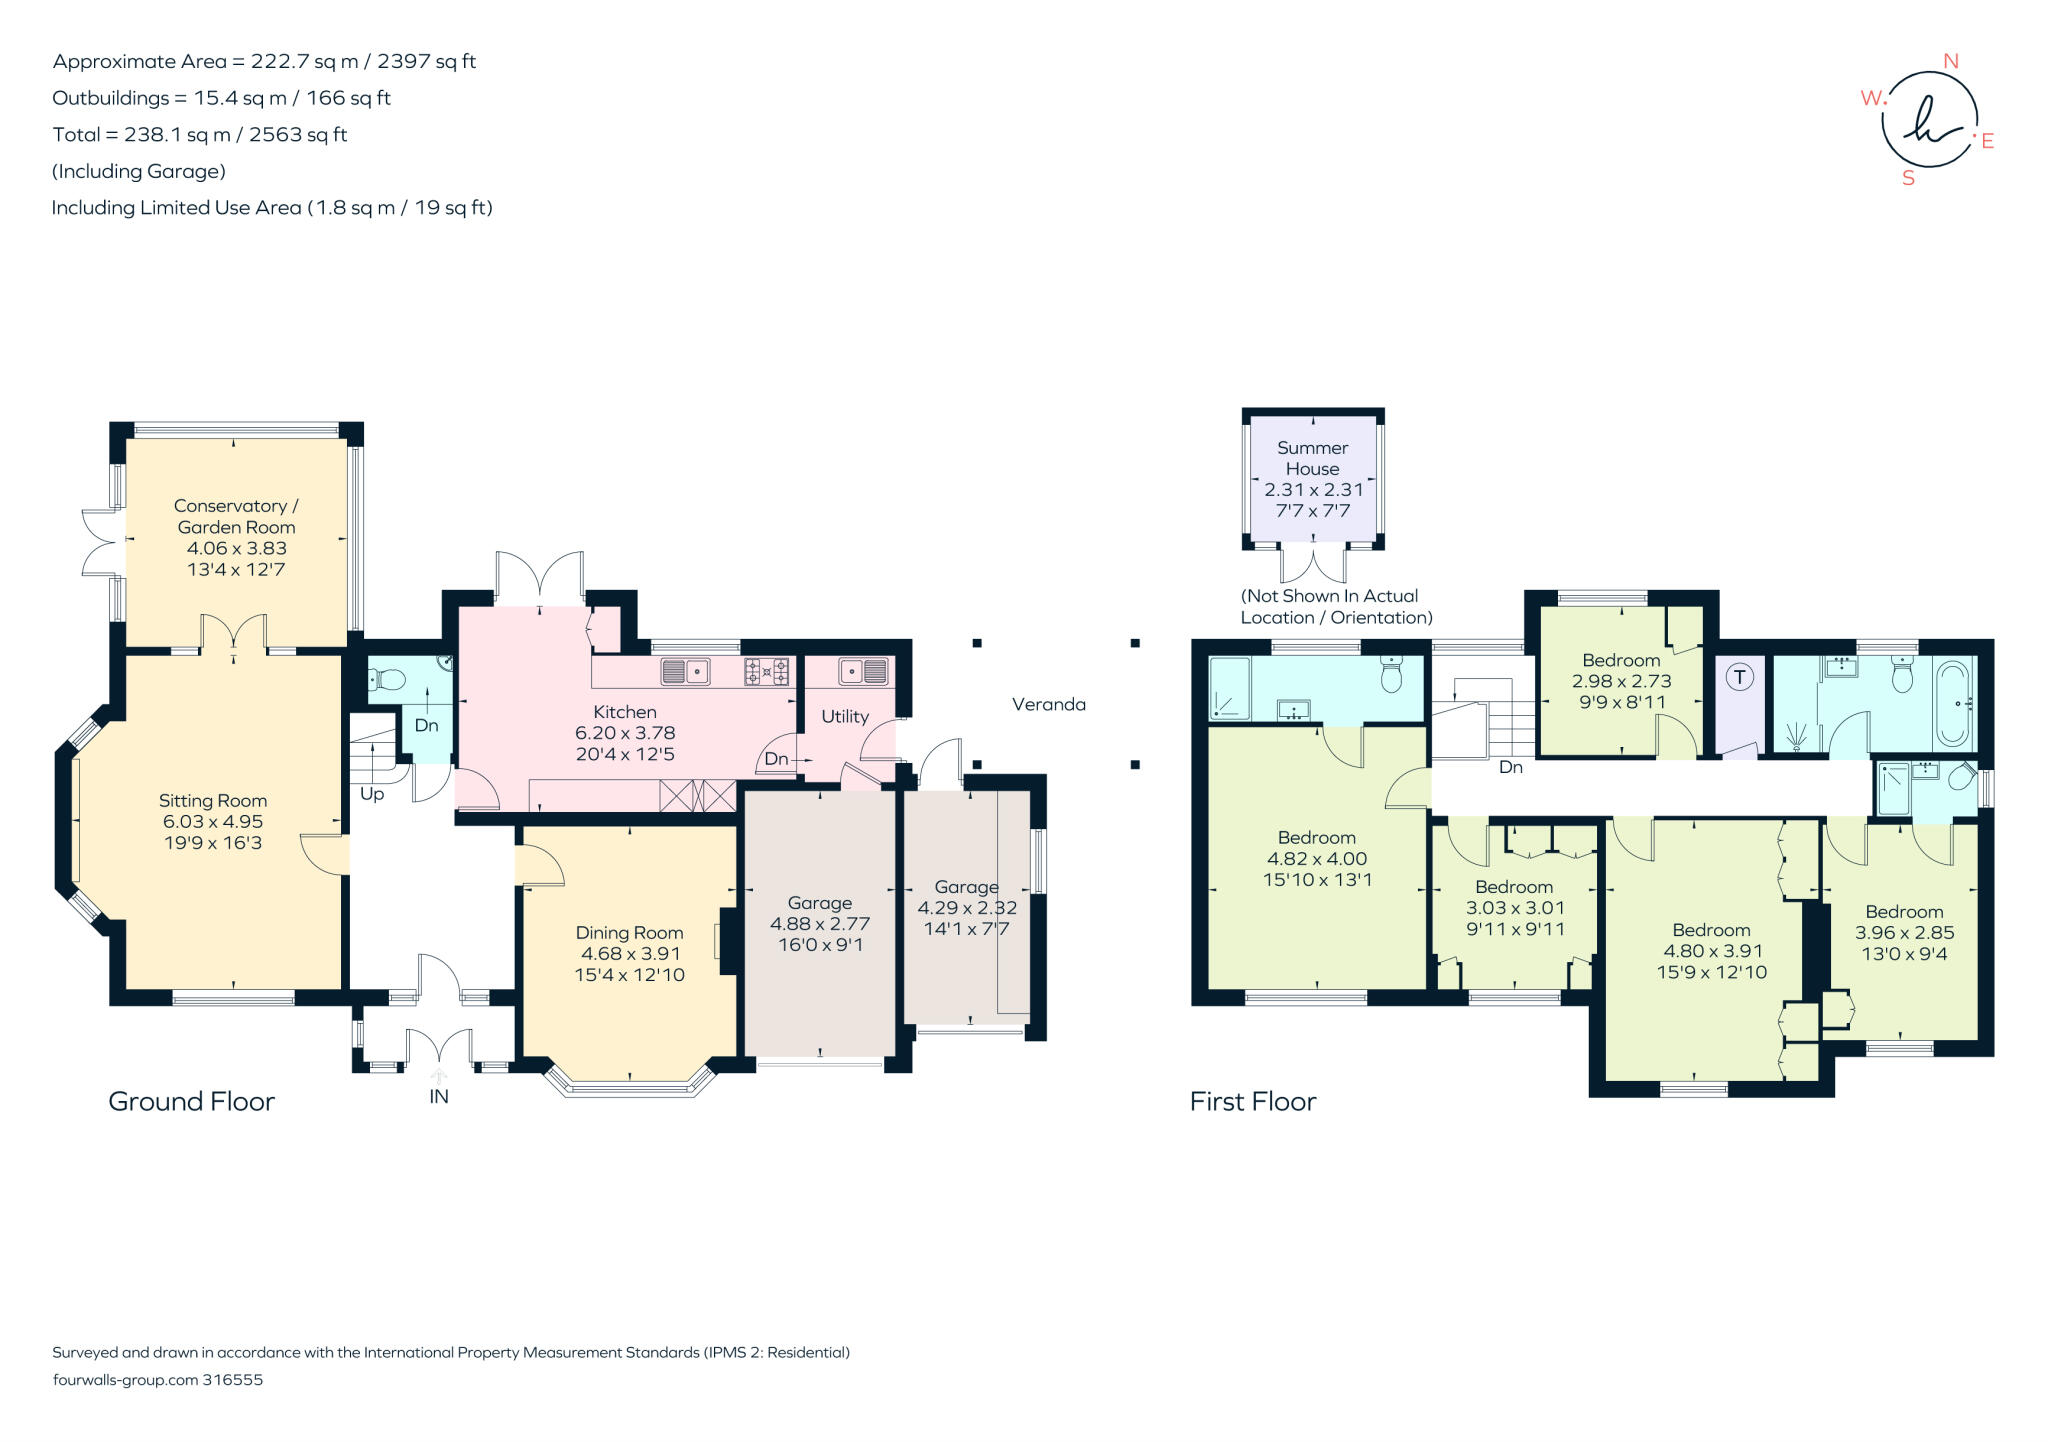 Approximate Area = 222.7 sq m / 2397 sq ft
Outbuildings = 15.4 sq m / 166 sq ft
Total = 238.1 sq m / 2563 sq ft
(Including Garage)
Including Limited Use Area (1.8 sq m / 19 sq ft)
N
W.
E
S
Conservatory /
Garden Room
4.06 x 3.83
13'4 x 12'7
Sitting Room
6.03 x 4.95
19'9 x 16'3
Dn
Up
Kitchen
6.20 x 3.78
20'4 x 12'5
Utility
Dn
Veranda
Dining Room
4.68 x 3.91
15'4 x 12'10
Garage
4.88 x 2.77
16'0 x 9'1
Garage
4.29 x 2.32
14'1 x 7'7
IN
Ground Floor
Summer
House
2.31 x 2.31
7'7 x 7'7
(Not Shown In Actual
Location / Orientation)
Bedroom
2.98 x 2.73
9'9 x 8'11
T
Dn
Bedroom
4.82 x 4.00
15'10 x 13'1
Bedroom
3.03 x 3.01
9'11 x 9'11
Bedroom
4.80 x 3.91
15'9 x 12'10
Bedroom
3.96 x 2.85
13'0 x 9'4
First Floor
Surveyed and drawn in accordance with the International Property Measurement Standards (IPMS 2: Residential)
fourwalls-group.com 316555